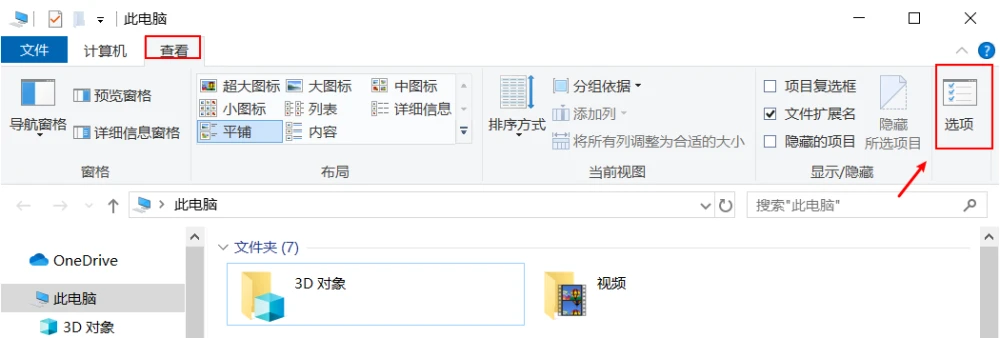 此电脑
文件 计算机 查看
导航窗格 预览窗格 详细信息窗格
窗格
超大图标 大图标 中图标
小图标 列表 详细信息
平铺 内容
布局
排序方式 分组依据
添加列
将所有列调整为合适的大小
当前视图
项目复选框
文件扩展名
隐藏的项目
隐藏
所选项目
显示/隐藏
选项
此电脑 搜索"此电脑"
OneDrive
此电脑
3D 对象
文件夹 (7)
3D 对象 视频